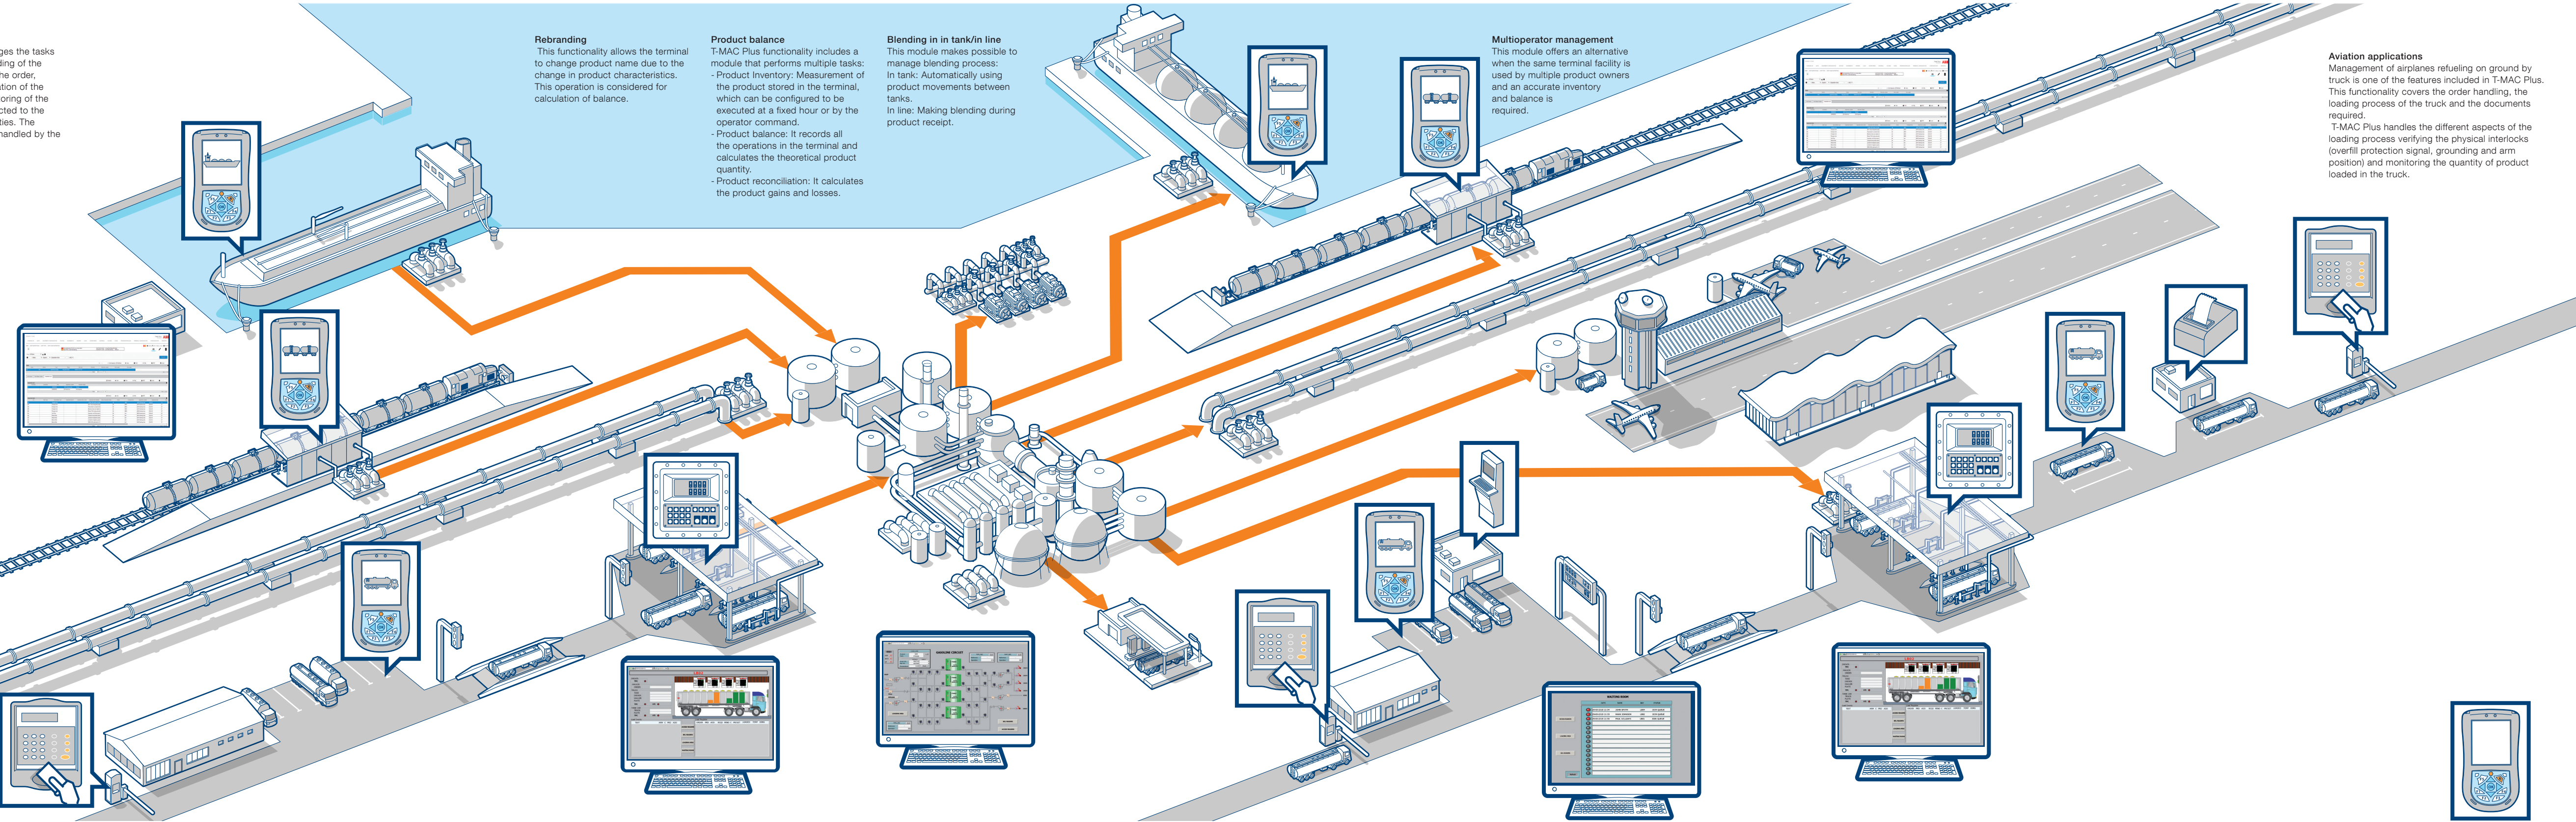 ges the tasks
ding of the
he order,
ation of the
oring of the
cted to the
ties. The
handled by the
Rebranding
This functionality allows the terminal
to change product name due to the
change in product characteristics.
This operation is considered for
calculation of balance.
Product balance
T-MAC Plus functionality includes a
module that performs multiple tasks:
- Product Inventory: Measurement of
the product stored in the terminal,
which can be configured to be
executed at a fixed hour or by the
operator command.
- Product balance: It records all
the operations in the terminal and
calculates the theoretical product
quantity.
- Product reconciliation: It calculates
the product gains and losses.
Blending in in tank/in line
This module makes possible to
manage blending process:
In tank: Automatically using
product movements between
tanks.
In line: Making blending during
product receipt.
Multioperator management
This module offers an alternative
when the same terminal facility is
used by multiple product owners
and an accurate inventory
and balance is
required.
Aviation applications
Management of airplanes refueling on ground by
truck is one of the features included in T-MAC Plus.
This functionality covers the order handling, the
loading process of the truck and the documents
required.
T-MAC Plus handles the different aspects of the
loading process verifying the physical interlocks
(overfill protection signal, grounding and arm
position) and monitoring the quantity of product
loaded in the truck.